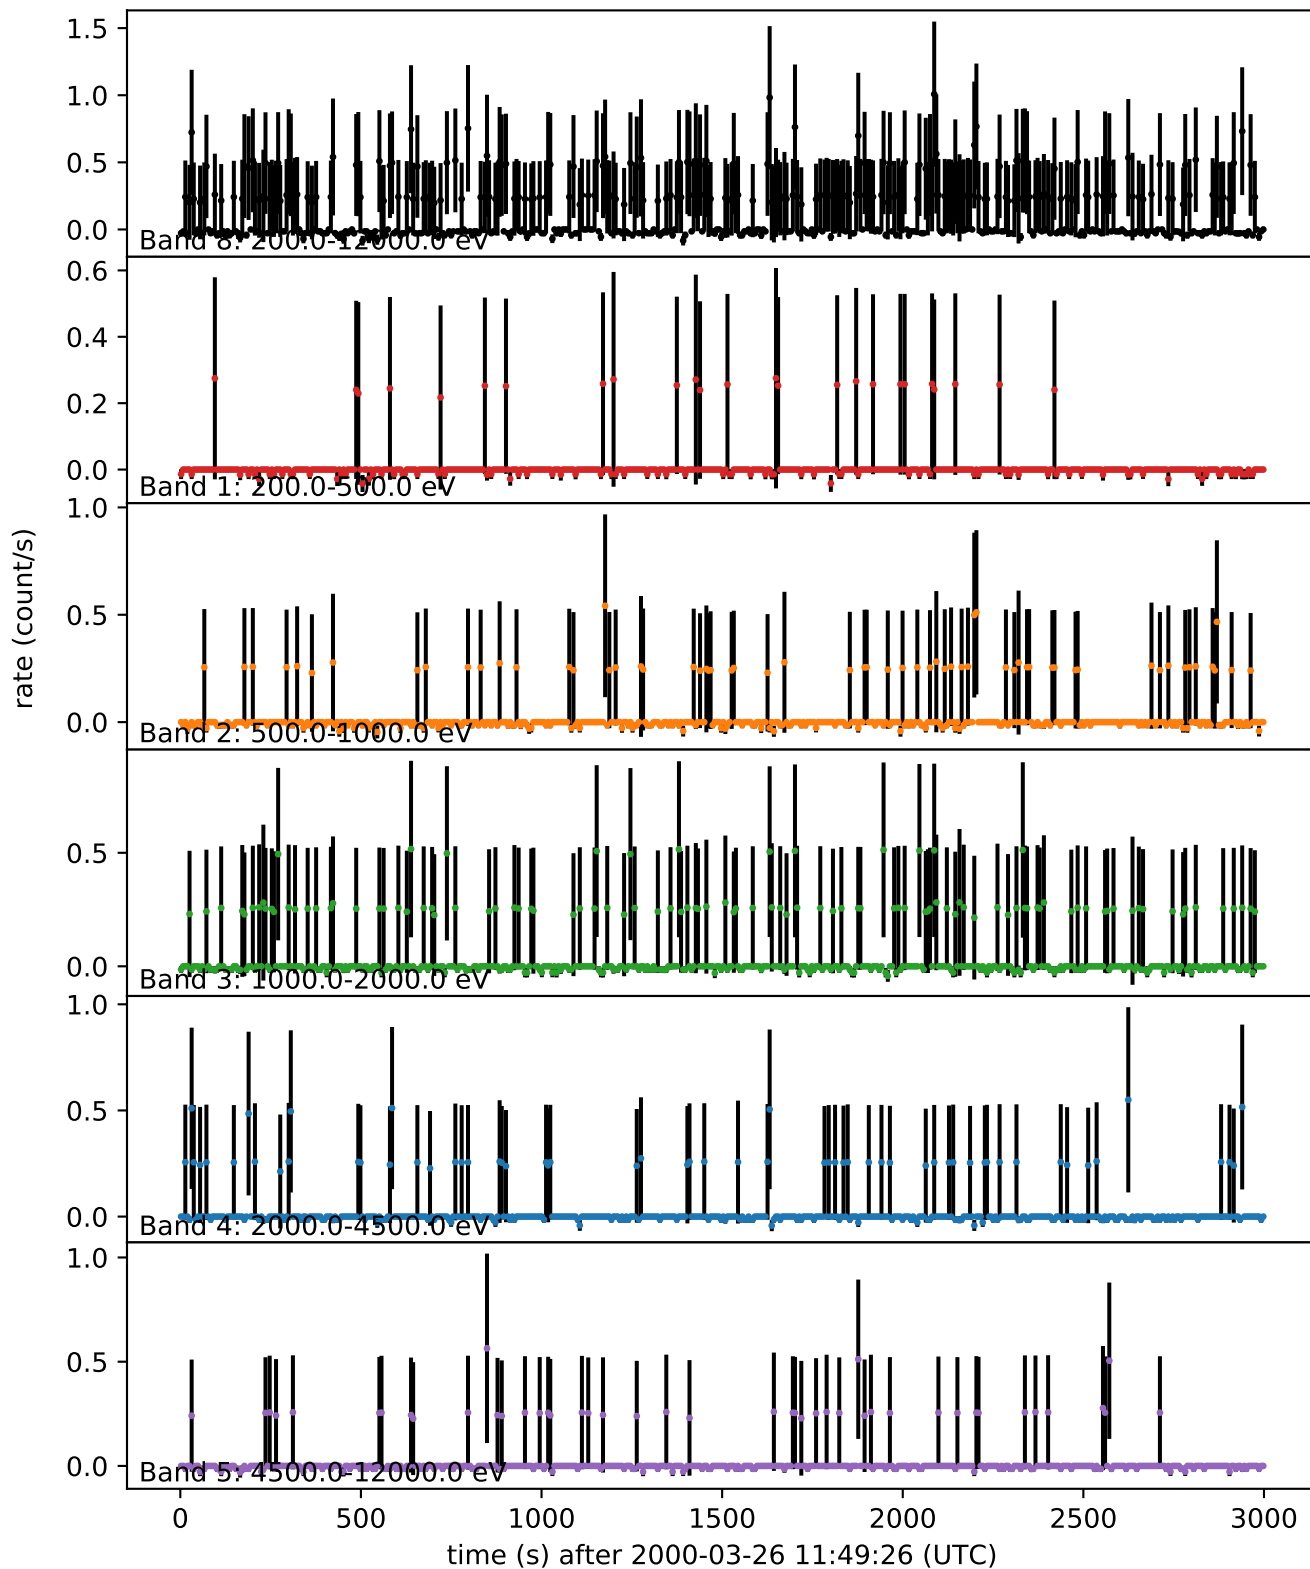 1.5
1.0
0.5
0.0
Band 8: 200.0-12000.0 eV
0.6
0.4
0.2
0.0
Band 1: 200.0-500.0 eV
1.0
0.5
0.0
Band 2: 500.0-1000.0 eV
rate (count/s)
0.5
0.0
Band 3: 1000.0-2000.0 eV
1.0
0.5
0.0
Band 4: 2000.0-4500.0 eV
1.0
0.5
0.0
Band 5: 4500.0-12000.0 eV
0 500 1000 1500 2000 2500 3000
time (s) after 2000-03-26 11:49:26 (UTC)